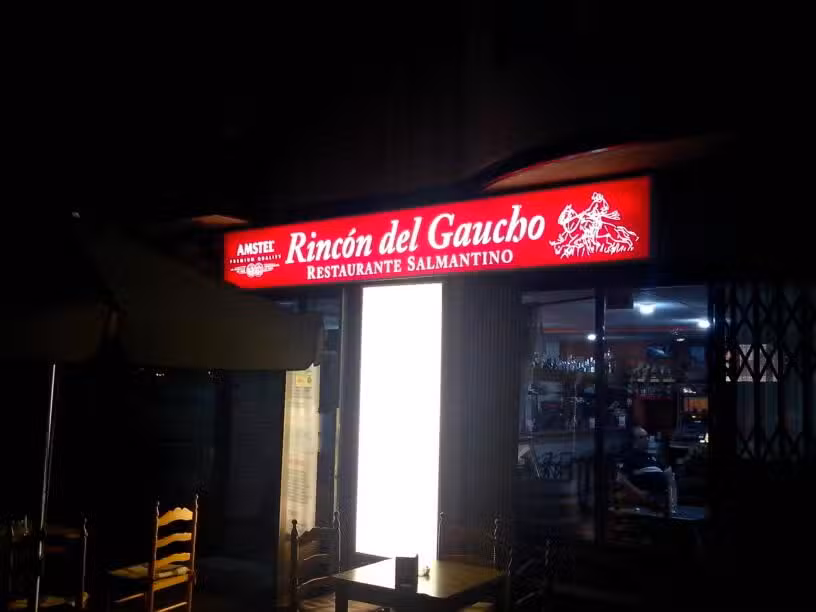 AMSTEL
PREMIUM QUALITY
Rincón del Gaucho
RESTAURANTE SALMANTINO